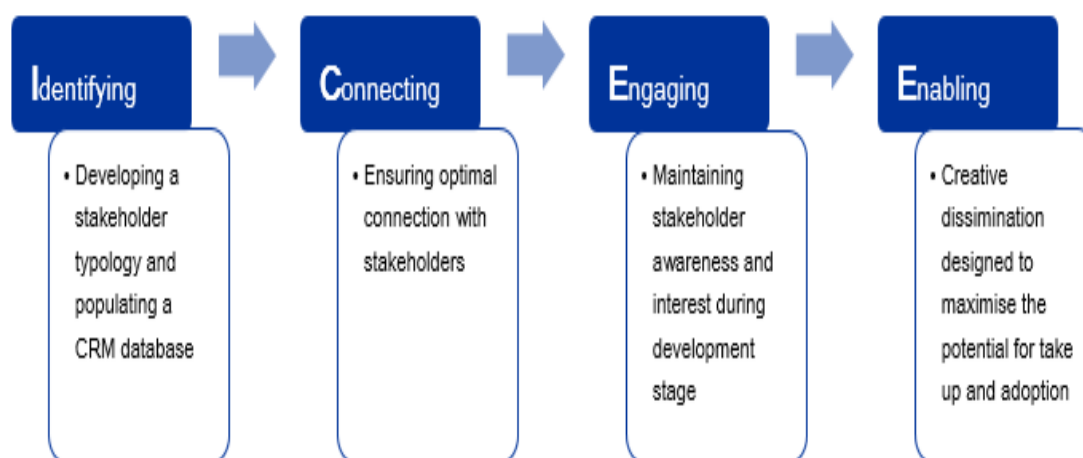 Identifying
• Developing a
stakeholder
typology and
populating a
CRM database
Connecting
• Ensuring optimal
connection with
stakeholders
Engaging
• Maintaining
stakeholder
awareness and
interest during
development
stage
Enabling
• Creative
dissimination
designed to
maximise the
potential for take
up and adoption